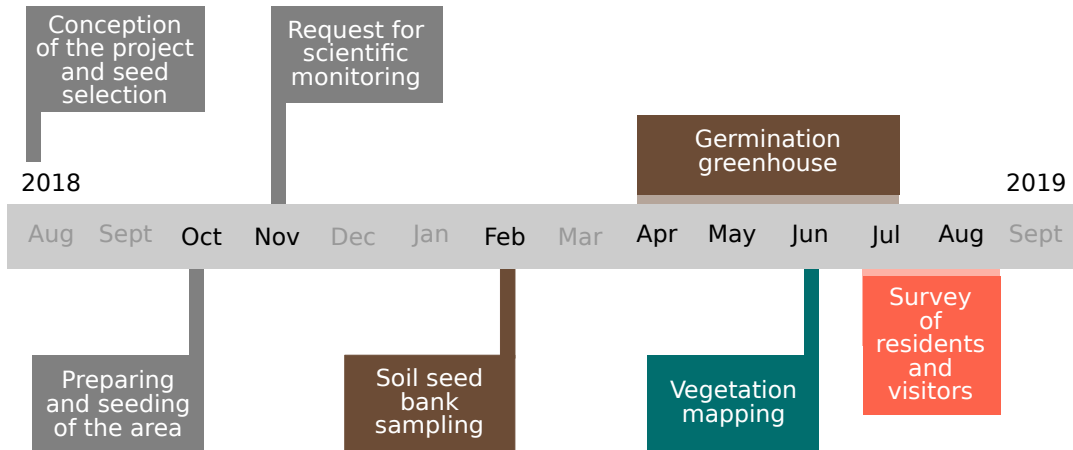 Conception
of the project
and seed
selection
Request for
scientific
monitoring
Germination
greenhouse
2018
2019
Aug Sept Oct Nov Dec Jan Feb Mar Apr May Jun Jul Aug Sept
Preparing
and seeding
of the area
Soil seed
bank
sampling
Vegetation
mapping
Survey
of
residents
and
visitors